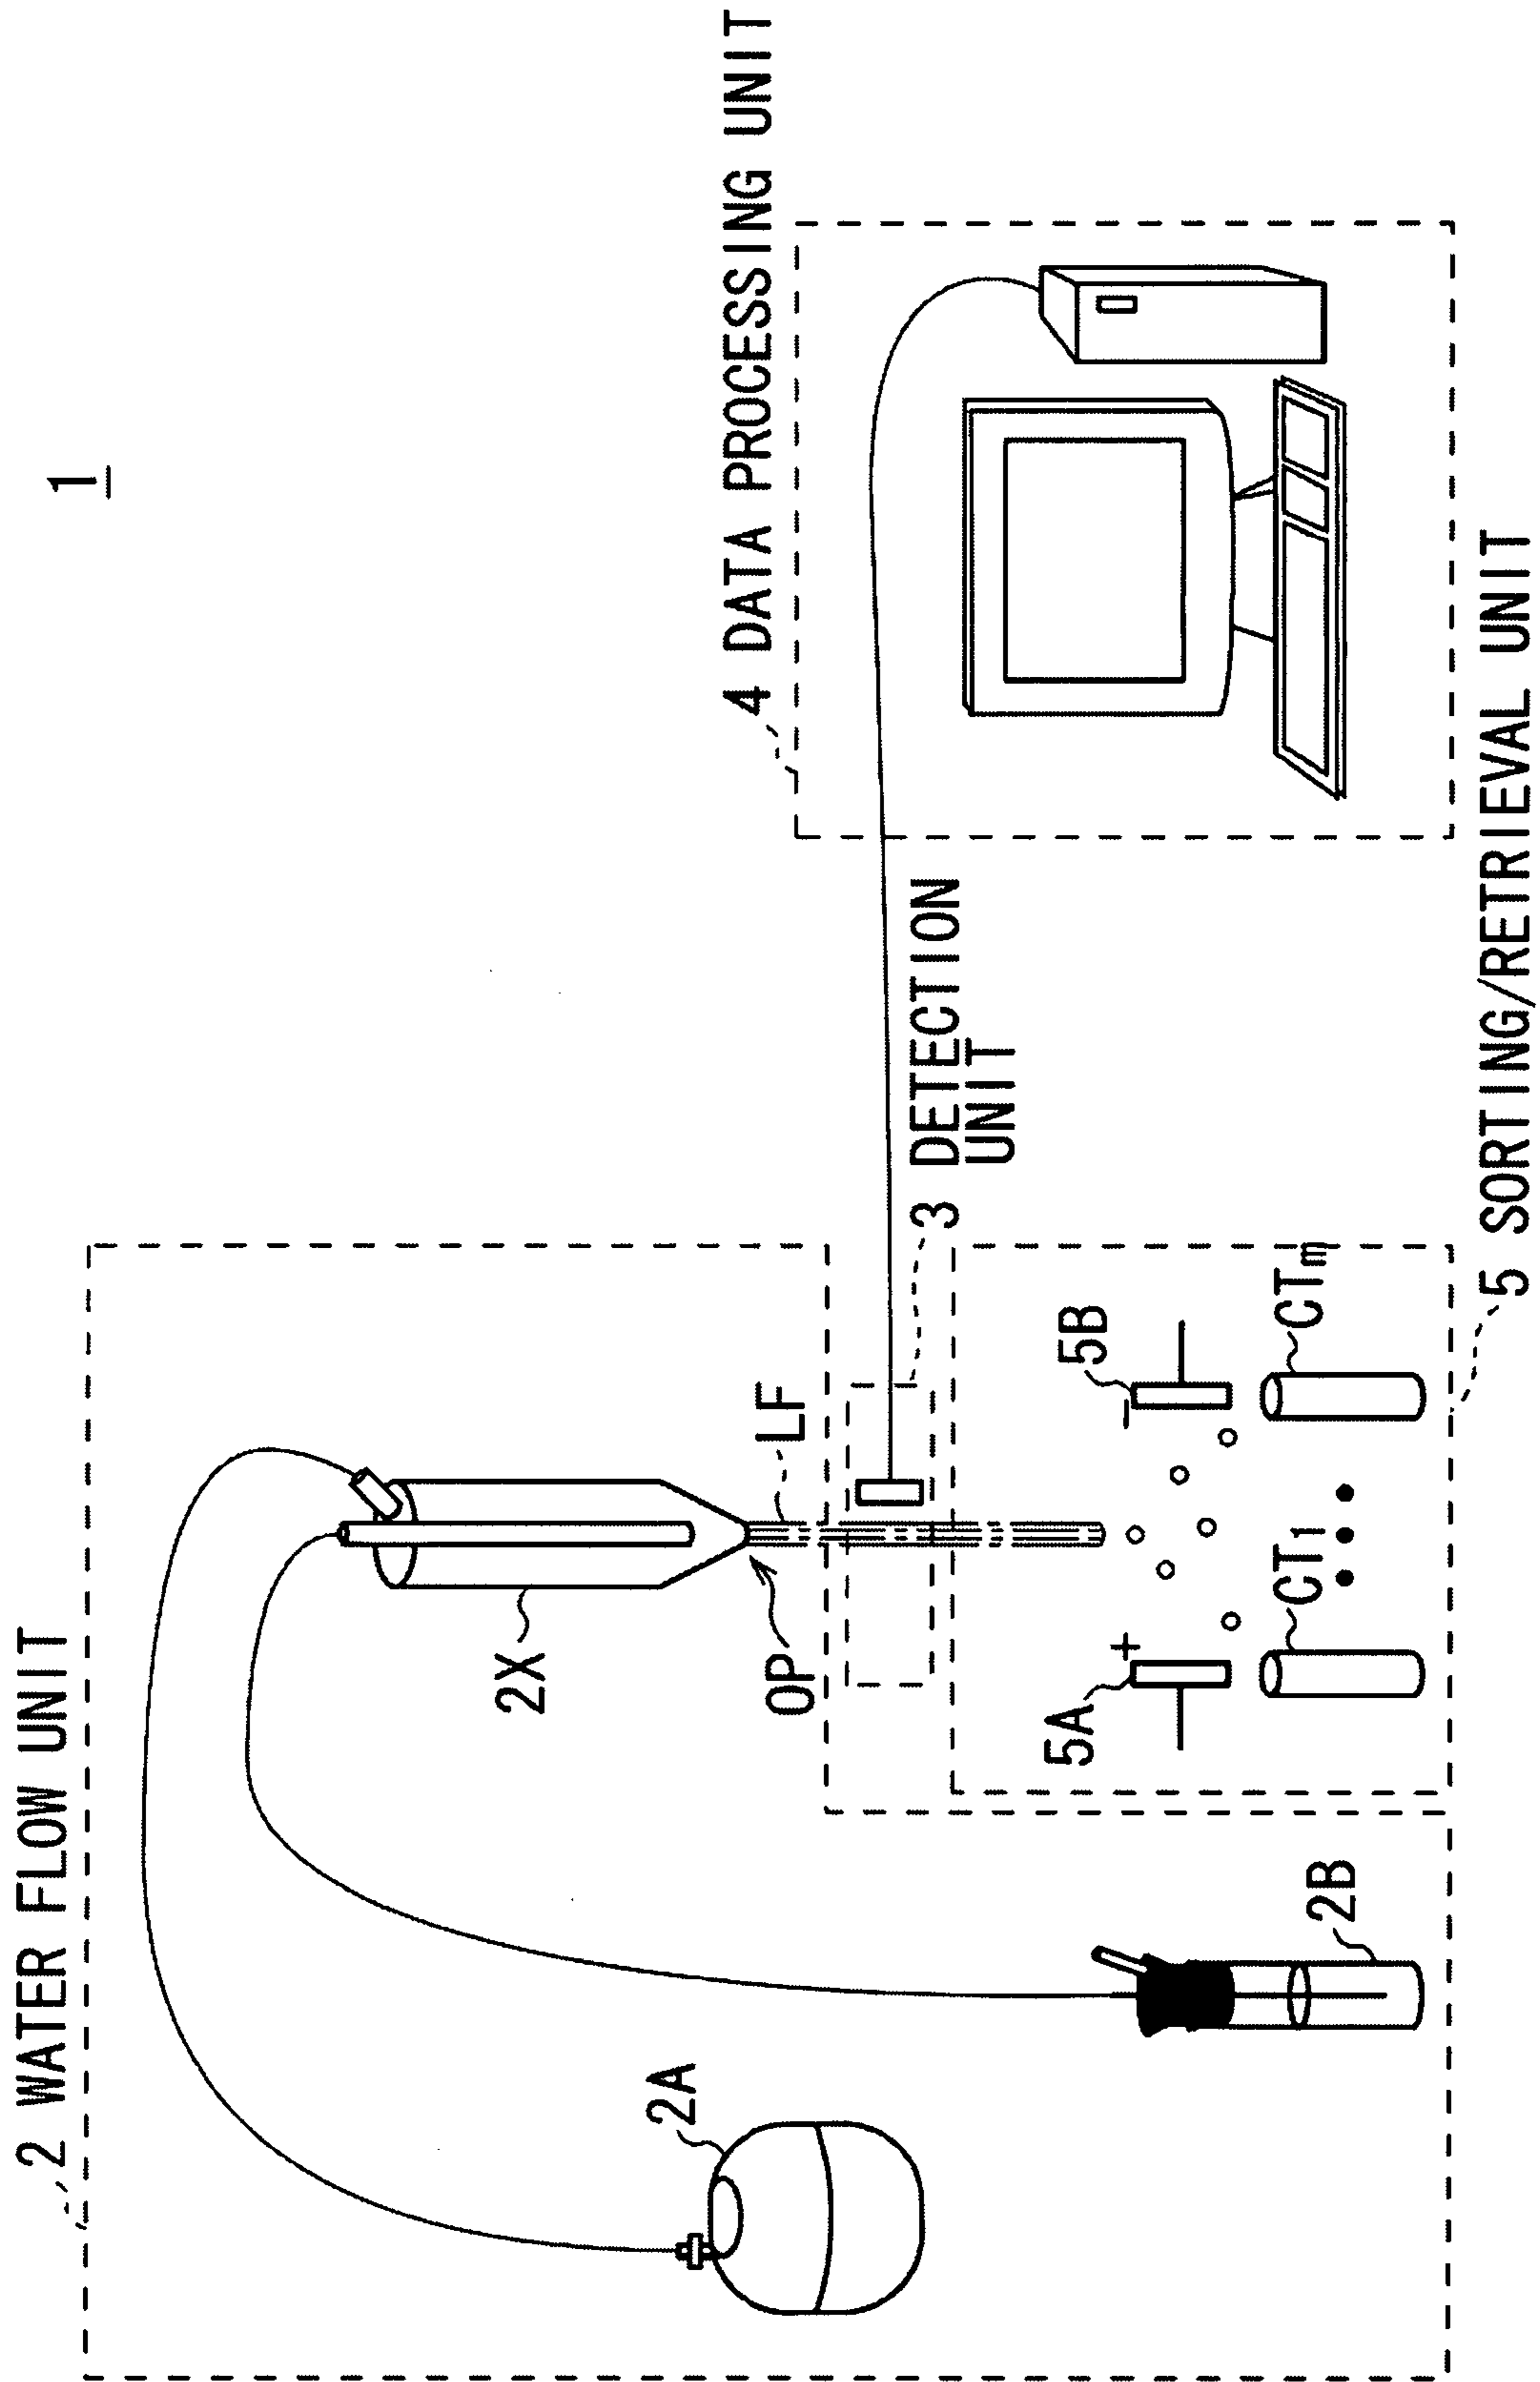 1
2 WATER FLOW UNIT
4 DATA PROCESSING UNIT
2X
LF
OP
2A
3 DETECTION
UNIT
5A
+
5B
−
CT1
CTm
2B
5 SORTING/RETRIEVAL UNIT